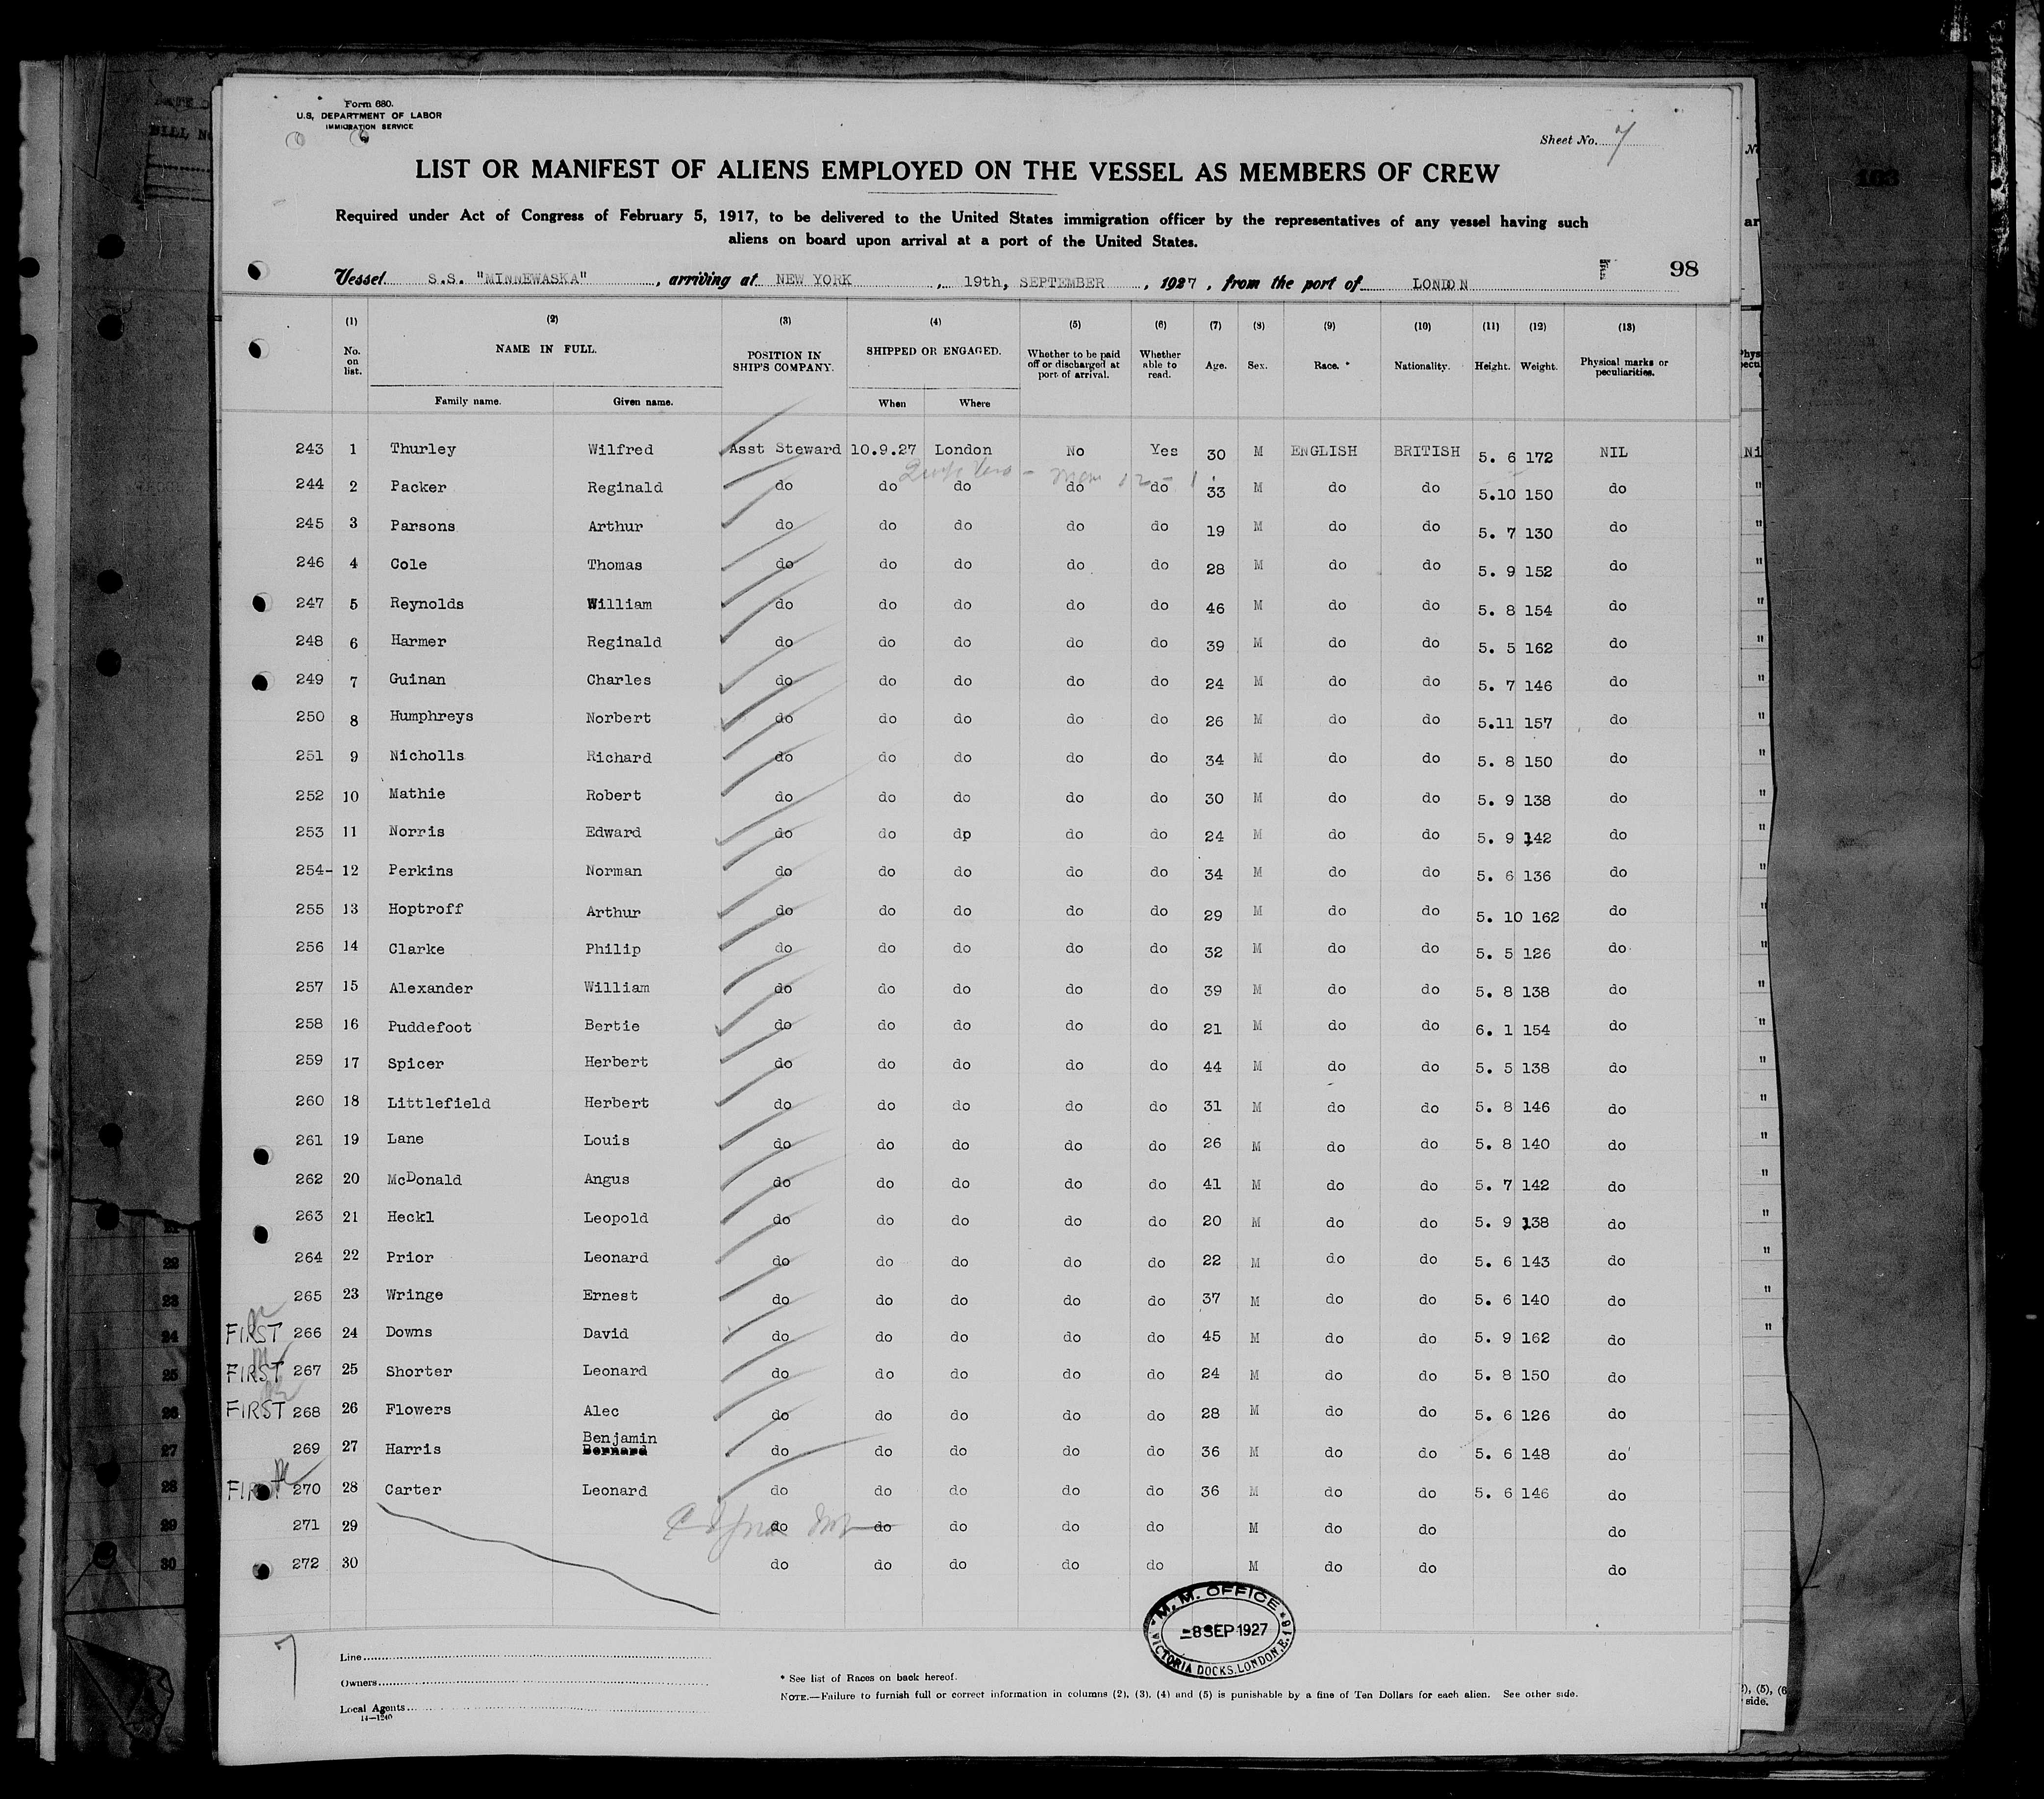 Form 680.
U.S. DEPARTMENT OF LABOR
IMMIGRATION SERVICE
Sheet No. 7
LIST OR MANIFEST OF ALIENS EMPLOYED ON THE VESSEL AS MEMBERS OF CREW
Required under Act of Congress of February 5, 1917, to be delivered to the United States immigration officer by the representatives of any vessel having such
aliens on board upon arrival at a port of the United States.
98
Vessel S.S. "MINNEWASKA", arriving at NEW YORK, 19th, SEPTEMBER, 1927, from the port of LONDON
(1) (2) (3) (4) (5) (6) (7) (8) (9) (10) (11) (12) (13)
No. on list. NAME IN FULL. POSITION IN SHIP'S COMPANY. SHIPPED OR ENGAGED. Whether to be paid off or discharged at port of arrival. Whether able to read. Age. Sex. Race. * Nationality. Height. Weight. Physical marks or peculiarities.
Family name. Given name. When Where
243 1 Thurley Wilfred Asst Steward 10.9.27 London No Yes 30 M ENGLISH BRITISH 5. 6 172 NIL
244 2 Packer Reginald do do do do do 33 M do do 5.10 150 do
245 3 Parsons Arthur do do do do do 19 M do do 5. 7 130 do
246 4 Cole Thomas do do do do do 28 M do do 5. 9 152 do
247 5 Reynolds William do do do do do 46 M do do 5. 8 154 do
248 6 Harmer Reginald do do do do do 39 M do do 5. 5 162 do
249 7 Guinan Charles do do do do do 24 M do do 5. 7 146 do
250 8 Humphreys Norbert do do do do do 26 M do do 5.11 157 do
251 9 Nicholls Richard do do do do do 34 M do do 5. 8 150 do
252 10 Mathie Robert do do do do do 30 M do do 5. 9 138 do
253 11 Norris Edward do do dp do do 24 M do do 5. 9 142 do
254- 12 Perkins Norman do do do do do 34 M do do 5. 6 136 do
255 13 Hoptroff Arthur do do do do do 29 M do do 5. 10 162 do
256 14 Clarke Philip do do do do do 32 M do do 5. 5 126 do
257 15 Alexander William do do do do do 39 M do do 5. 8 138 do
258 16 Puddefoot Bertie do do do do do 21 M do do 6. 1 154 do
259 17 Spicer Herbert do do do do do 44 M do do 5. 5 138 do
260 18 Littlefield Herbert do do do do do 31 M do do 5. 8 146 do
261 19 Lane Louis do do do do do 26 M do do 5. 8 140 do
262 20 McDonald Angus do do do do do 41 M do do 5. 7 142 do
263 21 Heckl Leopold do do do do do 20 M do do 5. 9 138 do
264 22 Prior Leonard do do do do do 22 M do do 5. 6 143 do
265 23 Wringe Ernest do do do do do 37 M do do 5. 6 140 do
FIRST 266 24 Downs David do do do do do 45 M do do 5. 9 162 do
FIRST 267 25 Shorter Leonard do do do do do 24 M do do 5. 8 150 do
FIRST 268 26 Flowers Alec do do do do do 28 M do do 5. 6 126 do
269 27 Harris Benjamin Bernard do do do do do 36 M do do 5. 6 148 do
FIRST 270 28 Carter Leonard do do do do do 36 M do do 5. 6 146 do
271 29 do do do do do M do do do
272 30 do do do do do M do do do
M. M. OFFICE
-8 SEP 1927
VICTORIA DOCKS, LONDON, E.16
7
Line
Owners
Local Agents
14—1240
* See list of Races on back hereof.
NOTE.—Failure to furnish full or correct information in columns (2), (3), (4) and (5) is punishable by a fine of Ten Dollars for each alien. See other side.